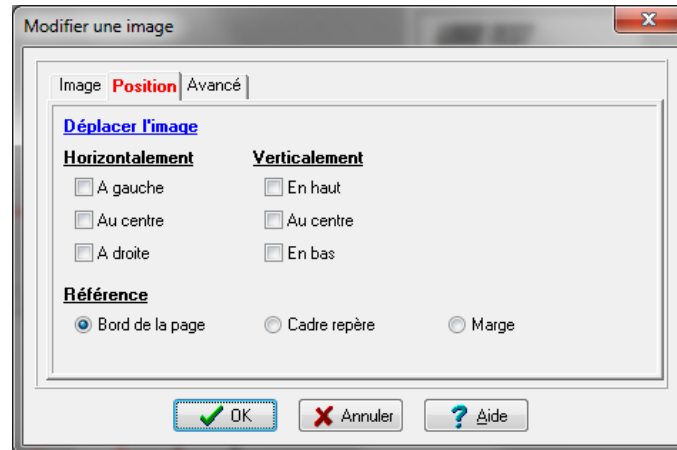 Modifier une image
Image Position Avancé
Déplacer l'image
Horizontalement Verticalement
A gauche En haut
Au centre Au centre
A droite En bas
Référence
Bord de la page Cadre repère Marge
OK Annuler Aide